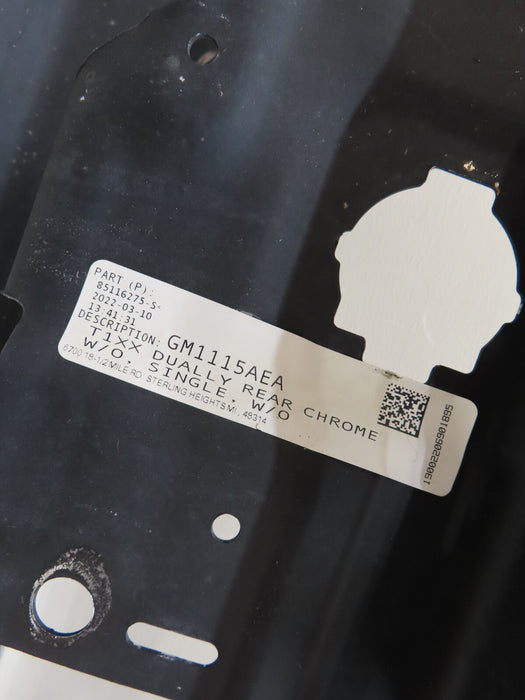 PART (P):
85116275-S
2022-03-10
13:41:31
DESCRIPTION: GM1115AEA
T1XX DUALLY REAR CHROME
W/O, SINGLE, W/O
6700 18-1/2 MILE RD. STERLING HEIGHTS MI, 48314
1900220690189S